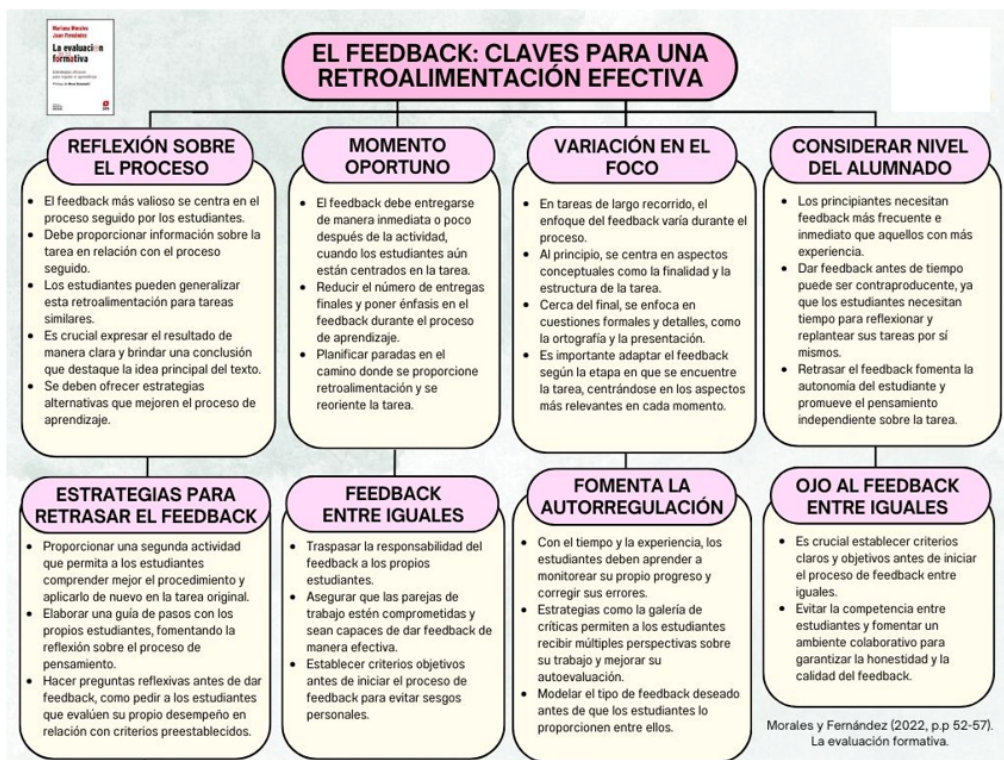 Mariana Morales
Juan Fernández
La evaluación
formativa
EL FEEDBACK: CLAVES PARA UNA
RETROALIMENTACIÓN EFECTIVA
REFLEXIÓN SOBRE
EL PROCESO
• El feedback más valioso se centra en el
proceso seguido por los estudiantes.
• Debe proporcionar información sobre la
tarea en relación con el proceso
seguido.
• Los estudiantes pueden generalizar
esta retroalimentación para tareas
similares.
• Es crucial expresar el resultado de
manera clara y brindar una conclusión
que destaque la idea principal del texto.
• Se deben ofrecer estrategias
alternativas que mejoren el proceso de
aprendizaje.
MOMENTO
OPORTUNO
• El feedback debe entregarse
de manera inmediata o poco
después de la actividad,
cuando los estudiantes aún
están centrados en la tarea.
• Reducir el número de entregas
finales y poner énfasis en el
feedback durante el proceso
de aprendizaje.
• Planificar paradas en el
camino donde se proporcione
retroalimentación y se
reoriente la tarea.
VARIACIÓN EN EL
FOCO
• En tareas de largo recorrido, el
enfoque del feedback varía durante el
proceso.
• Al principio, se centra en aspectos
conceptuales como la finalidad y la
estructura de la tarea.
• Cerca del final, se enfoca en
cuestiones formales y detalles, como
la ortografía y la presentación.
• Es importante adaptar el feedback
según la etapa en que se encuentre
la tarea, centrándose en los aspectos
más relevantes en cada momento.
CONSIDERAR NIVEL
DEL ALUMNADO
• Los principiantes necesitan
feedback más frecuente e
inmediato que aquellos con más
experiencia.
• Dar feedback antes de tiempo
puede ser contraproducente, ya
que los estudiantes necesitan
tiempo para reflexionar y
replantear sus tareas por sí
mismos.
• Retrasar el feedback fomenta la
autonomía del estudiante y
promueve el pensamiento
independiente sobre la tarea.
ESTRATEGIAS PARA
RETRASAR EL FEEDBACK
• Proporcionar una segunda actividad
que permita a los estudiantes
comprender mejor el procedimiento y
aplicarlo de nuevo en la tarea original.
• Elaborar una guía de pasos con los
propios estudiantes, fomentando la
reflexión sobre el proceso de
pensamiento.
• Hacer preguntas reflexivas antes de dar
feedback, como pedir a los estudiantes
que evalúen su propio desempeño en
relación con criterios preestablecidos.
FEEDBACK
ENTRE IGUALES
• Traspasar la responsabilidad del
feedback a los propios
estudiantes.
• Asegurar que las parejas de
trabajo estén comprometidas y
sean capaces de dar feedback de
manera efectiva.
• Establecer criterios objetivos
antes de iniciar el proceso de
feedback para evitar sesgos
personales.
FOMENTA LA
AUTORREGULACIÓN
• Con el tiempo y la experiencia, los
estudiantes deben aprender a
monitorear su propio progreso y
corregir sus errores.
• Estrategias como la galería de
críticas permiten a los estudiantes
recibir múltiples perspectivas sobre
su trabajo y mejorar su
autoevaluación.
• Modelar el tipo de feedback deseado
antes de que los estudiantes lo
proporcionen entre ellos.
OJO AL FEEDBACK
ENTRE IGUALES
• Es crucial establecer criterios
claros y objetivos antes de iniciar
el proceso de feedback entre
iguales.
• Evitar la competencia entre
estudiantes y fomentar un
ambiente colaborativo para
garantizar la honestidad y la
calidad del feedback.
Morales y Fernández (2022, p.p 52-57).
La evaluación formativa.